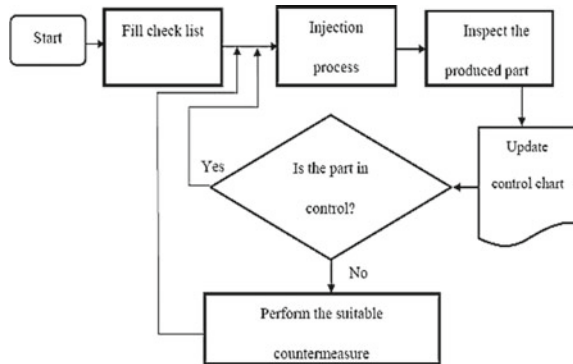 Start
Fill check list
Injection
process
Inspect the
produced part
Update
control chart
Is the part in
control?
Yes
No
Perform the suitable
countermeasure